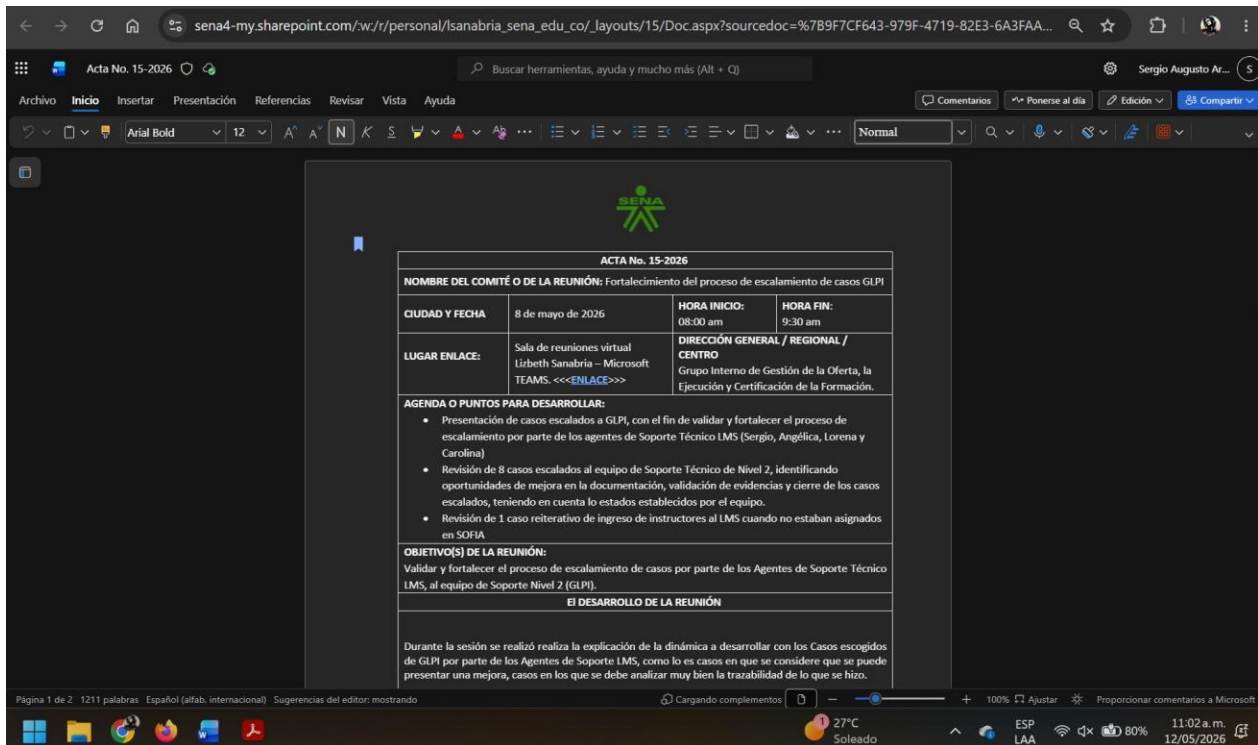 sena4-my.sharepoint.com/:w:/r/personal/lsanabria_sena_edu_co/_layouts/15/Doc.aspx?sourcedoc=%7B9F7CF643-979F-4719-82E3-6A3FAA...
Acta No. 15-2026
Buscar herramientas, ayuda y mucho más (Alt + Q)
Sergio Augusto Ar...
S
Archivo Inicio Insertar Presentación Referencias Revisar Vista Ayuda
Comentarios Ponerse al día Edición Compartir
Arial Bold 12 N K S Normal
SENA
ACTA No. 15-2026
NOMBRE DEL COMITÉ O DE LA REUNIÓN: Fortalecimiento del proceso de escalamiento de casos GLPI
CIUDAD Y FECHA
8 de mayo de 2026
HORA INICIO:
08:00 am
HORA FIN:
9:30 am
LUGAR ENLACE:
Sala de reuniones virtual
Lizbeth Sanabria – Microsoft
TEAMS. <<<ENLACE>>>
DIRECCIÓN GENERAL / REGIONAL /
CENTRO
Grupo Interno de Gestión de la Oferta, la
Ejecución y Certificación de la Formación.
AGENDA O PUNTOS PARA DESARROLLAR:
• Presentación de casos escalados a GLPI, con el fin de validar y fortalecer el proceso de
escalamiento por parte de los agentes de Soporte Técnico LMS (Sergio, Angélica, Lorena y
Carolina)
• Revisión de 8 casos escalados al equipo de Soporte Técnico de Nivel 2, identificando
oportunidades de mejora en la documentación, validación de evidencias y cierre de los casos
escalados, teniendo en cuenta lo estados establecidos por el equipo.
• Revisión de 1 caso reiterativo de ingreso de instructores al LMS cuando no estaban asignados
en SOFIA
OBJETIVO(S) DE LA REUNIÓN:
Validar y fortalecer el proceso de escalamiento de casos por parte de los Agentes de Soporte Técnico
LMS, al equipo de Soporte Nivel 2 (GLPI).
El DESARROLLO DE LA REUNIÓN
Durante la sesión se realizó realiza la explicación de la dinámica a desarrollar con los Casos escogidos
de GLPI por parte de los Agentes de Soporte LMS, como lo es casos en que se considere que se puede
presentar una mejora, casos en los que se debe analizar muy bien la trazabilidad de lo que se hizo.
Página 1 de 2 1211 palabras Español (alfab. internacional) Sugerencias del editor: mostrando
Cargando complementos
100% Ajustar
Proporcionar comentarios a Microsoft
1
27°C
Soleado
ESP
LAA
80%
11:02 a. m.
12/05/2026